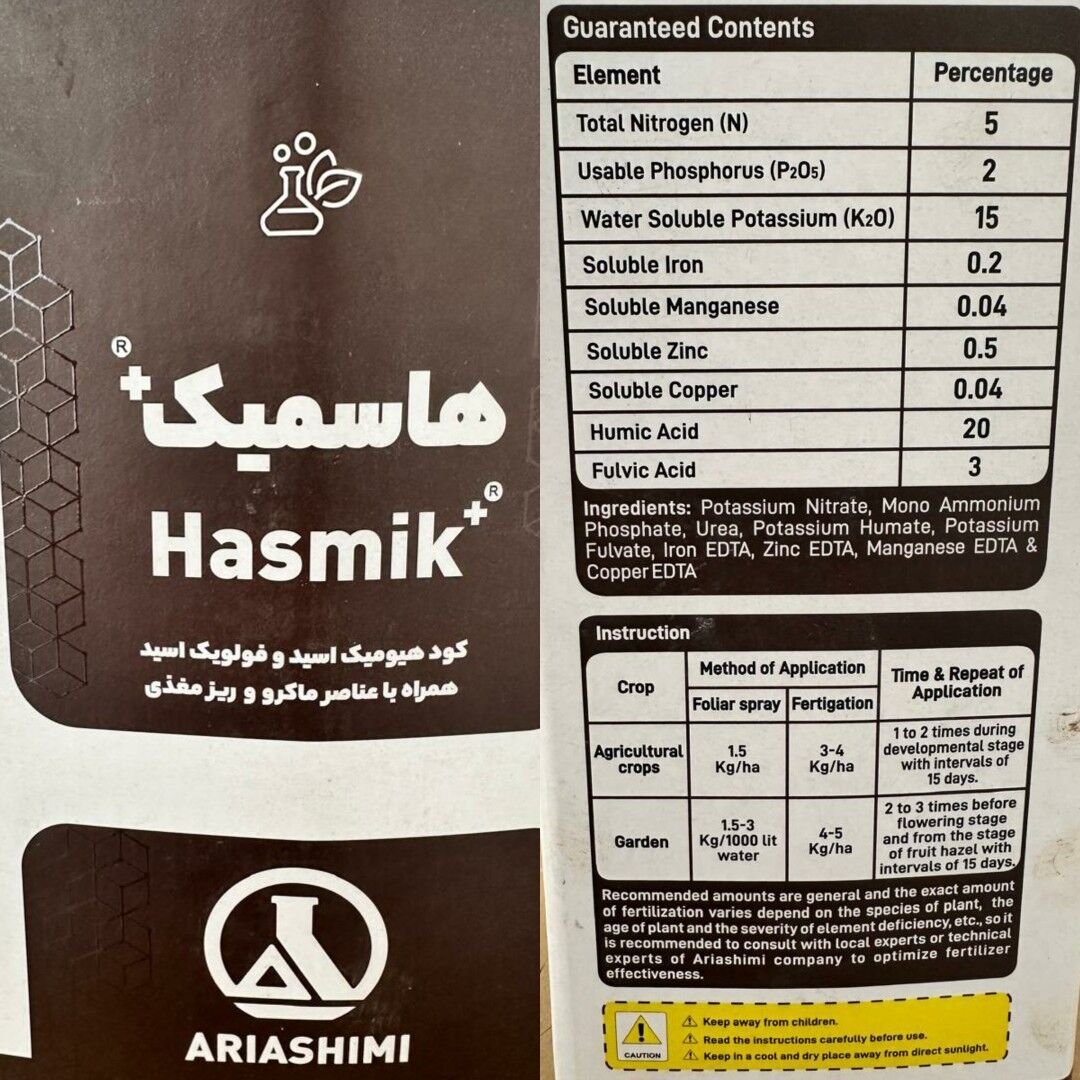 ®
هاسمیک+
®
Hasmik+
کود هیومیک اسید و فولویک اسید
همراه با عناصر ماکرو و ریز مغذی
ARIASHIMI
Guaranteed Contents
Element Percentage
Total Nitrogen (N) 5
Usable Phosphorus (P2O5) 2
Water Soluble Potassium (K2O) 15
Soluble Iron 0.2
Soluble Manganese 0.04
Soluble Zinc 0.5
Soluble Copper 0.04
Humic Acid 20
Fulvic Acid 3
Ingredients: Potassium Nitrate, Mono Ammonium
Phosphate, Urea, Potassium Humate, Potassium
Fulvate, Iron EDTA, Zinc EDTA, Manganese EDTA &
Copper EDTA
Instruction
Crop
Method of Application
Foliar spray Fertigation
Time & Repeat of
Application
Agricultural
crops
1.5
Kg/ha
3-4
Kg/ha
1 to 2 times during
developmental stage
with intervals of
15 days.
Garden
1.5-3
Kg/1000 lit
water
4-5
Kg/ha
2 to 3 times before
flowering stage
and from the stage
of fruit hazel with
intervals of 15 days.
Recommended amounts are general and the exact amount
of fertilization varies depend on the species of plant, the
age of plant and the severity of element deficiency, etc., so it
is recommended to consult with local experts or technical
experts of Ariashimi company to optimize fertilizer
effectiveness.
CAUTION
Keep away from children.
Read the instructions carefully before use.
Keep in a cool and dry place away from direct sunlight.